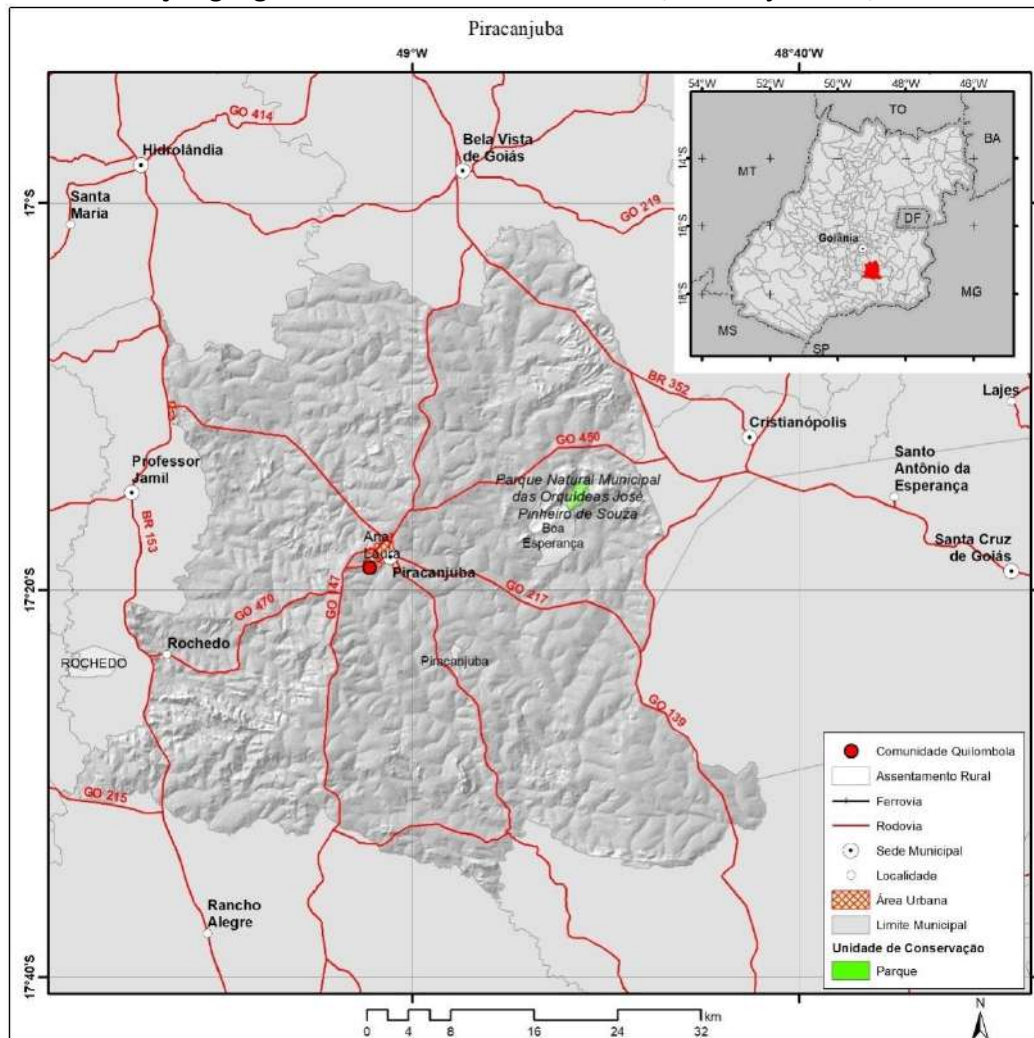 Piracanjuba
49°W
48°40'W
54°W
52°W
50°W
48°W
46°W
TO
BA
MT
DF
Goiânia
MG
MS
SP
14°S
16°S
18°S
GO 414
Hidrolândia
Bela Vista
de Goiás
Santa
Maria
17°S
GO 219
BR 352
Lajes
Cristianópolis
GO 450
Professor
Jamil
Parque Natural Municipal
das Orquídeas José
Pinheiro de Souza
Santo
Antônio da
Esperança
Boa
Esperança
Ana
Laura
Santa Cruz
de Goiás
BR 153
Piracanjuba
17°20'S
GO 147
GO 217
GO 470
Rochedo
ROCHEDO
Piracanjuba
GO 139
GO 215
Rancho
Alegre
17°40'S
Comunidade Quilombola
Assentamento Rural
Ferrovia
Rodovia
Sede Municipal
Localidade
Área Urbana
Limite Municipal
Unidade de Conservação
Parque
km
0 4 8 16 24 32
N